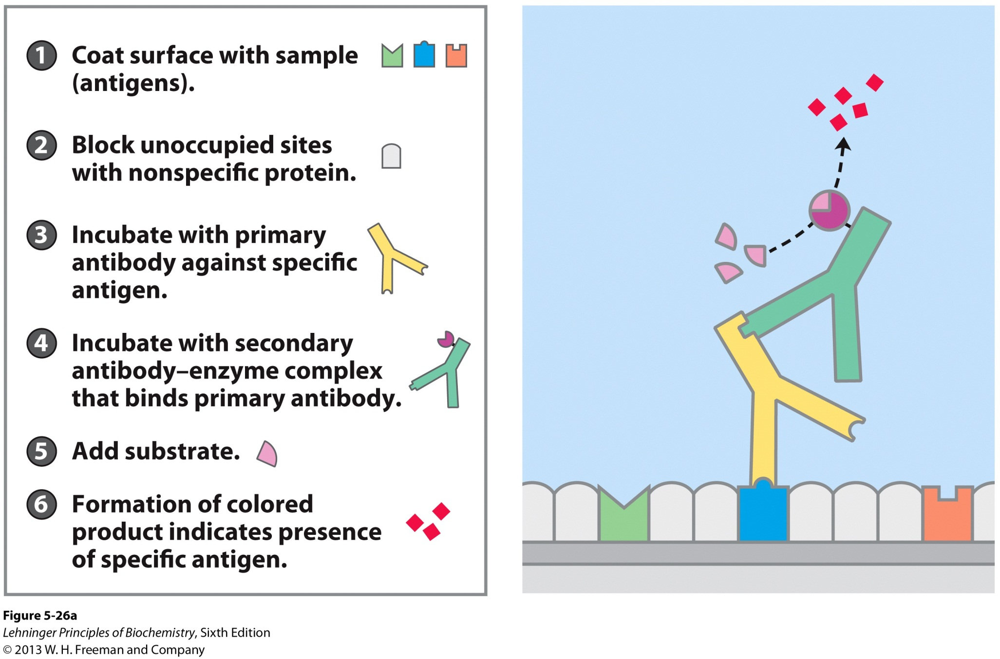 1 Coat surface with sample
(antigens).
2 Block unoccupied sites
with nonspecific protein.
3 Incubate with primary
antibody against specific
antigen.
4 Incubate with secondary
antibody–enzyme complex
that binds primary antibody.
5 Add substrate.
6 Formation of colored
product indicates presence
of specific antigen.
Figure 5-26a
Lehninger Principles of Biochemistry, Sixth Edition
© 2013 W. H. Freeman and Company